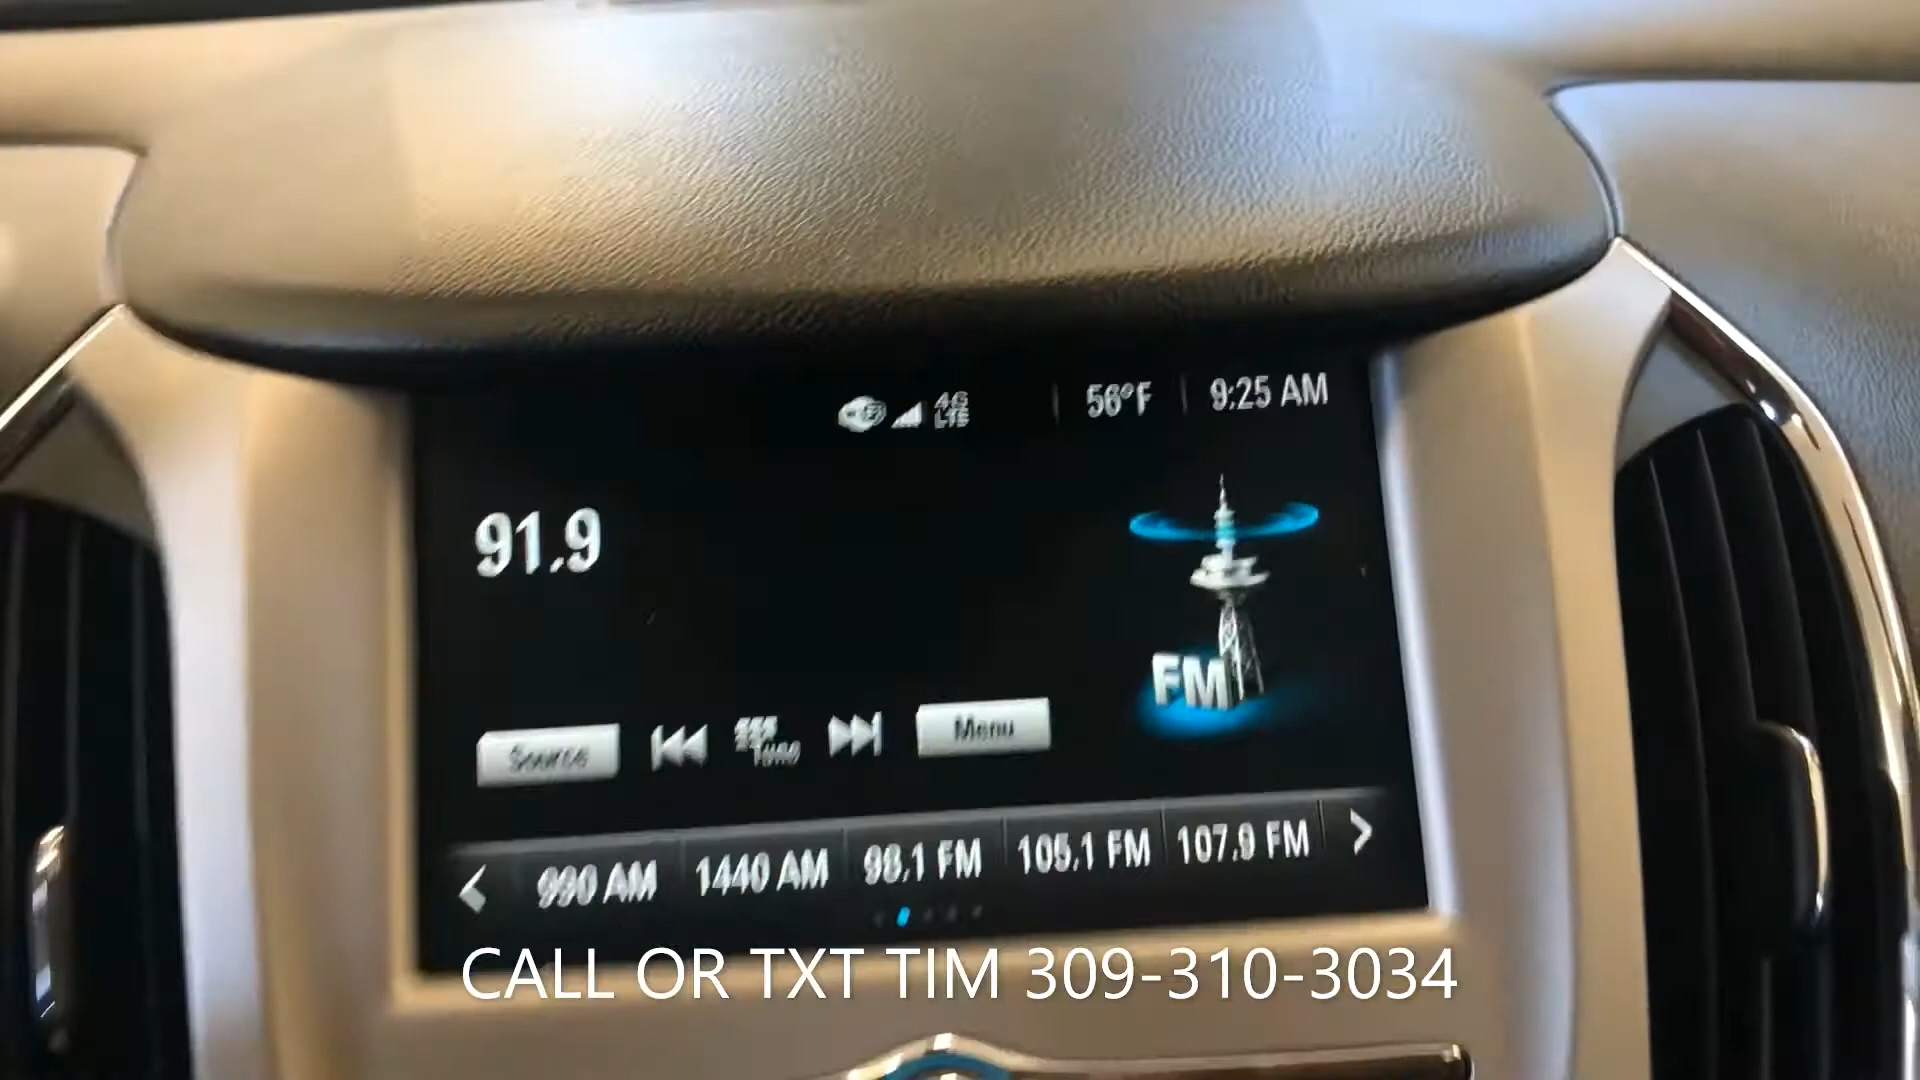 4G
LTE
56°F
9:25 AM
91.9
FM
Source
Tune
Menu
990 AM
1440 AM
98.1 FM
105.1 FM
107.9 FM
CALL OR TXT TIM 309-310-3034